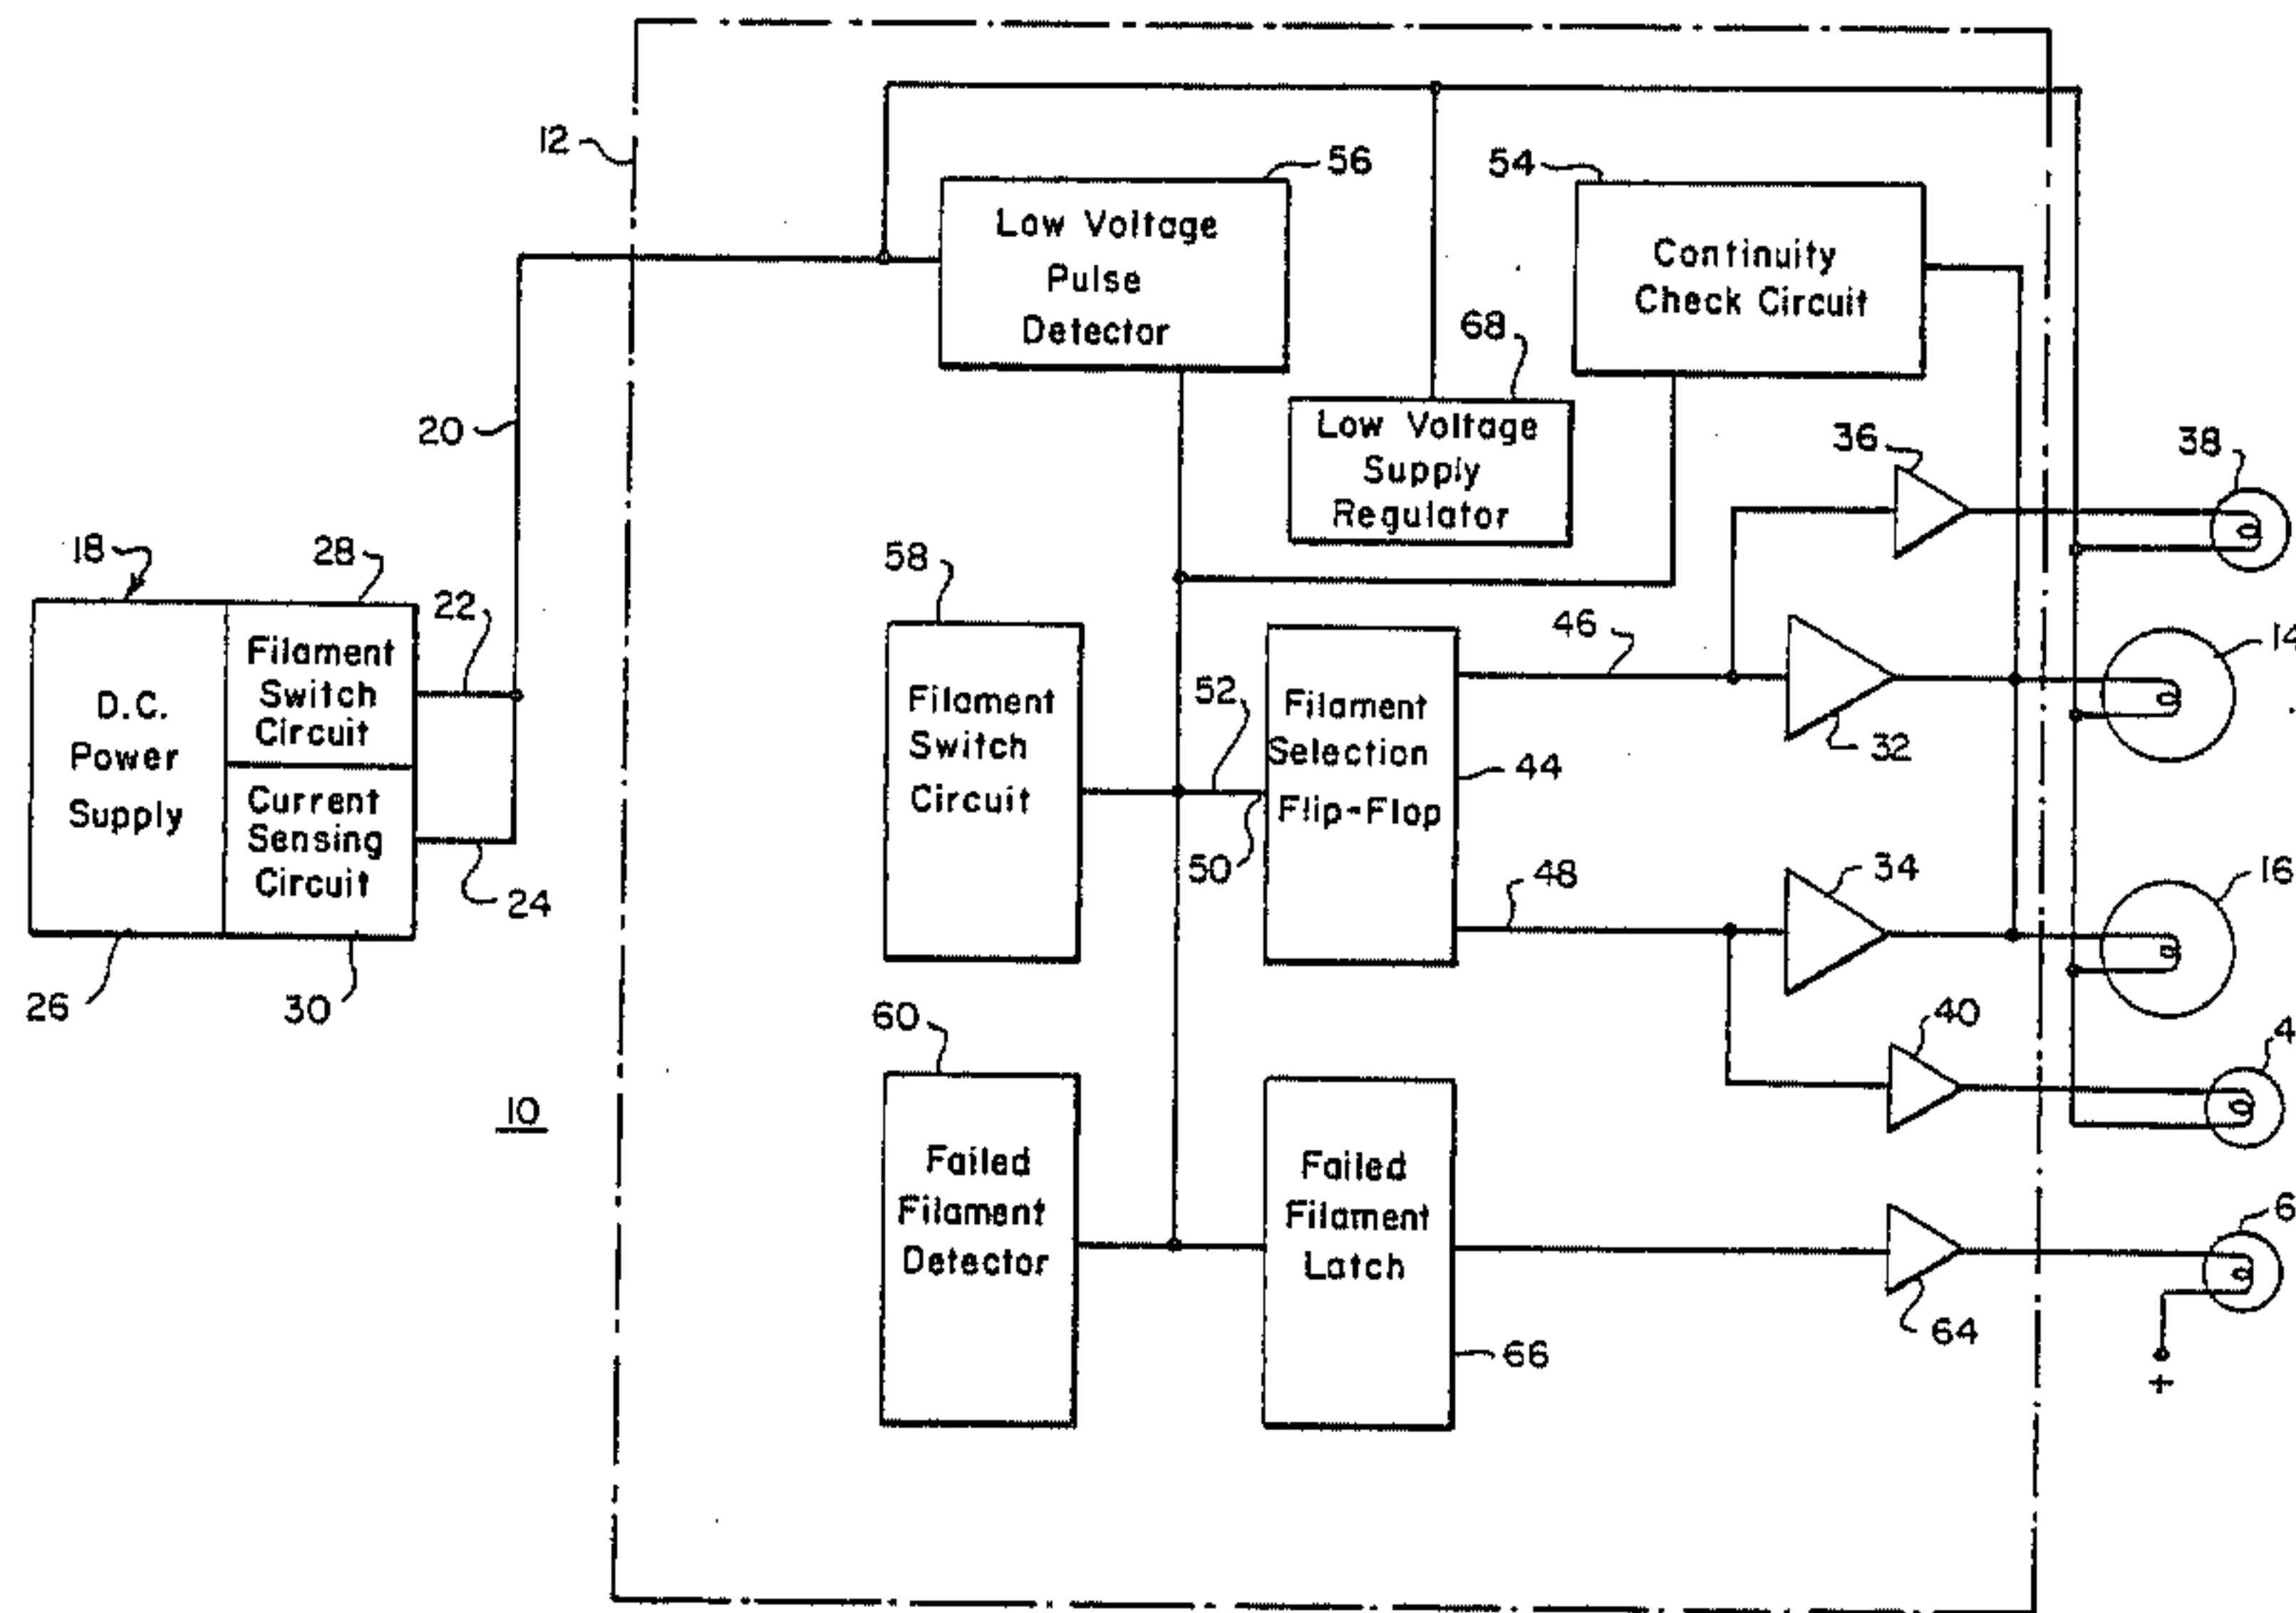 12
56
54
Low Voltage
Pulse
Detector
Continuity
Check Circuit
68
20
Low Voltage
Supply
Regulator
36
38
18
28
22
58
46
14
Filament
Switch
Circuit
D.C.
Power
Supply
Filament
Switch
Circuit
52
Filament
Selection
Flip-Flop
44
32
Current
Sensing
Circuit
50
48
34
16
24
26
30
60
40
10
Failed
Filament
Detector
Failed
Filament
Latch
64
66
+